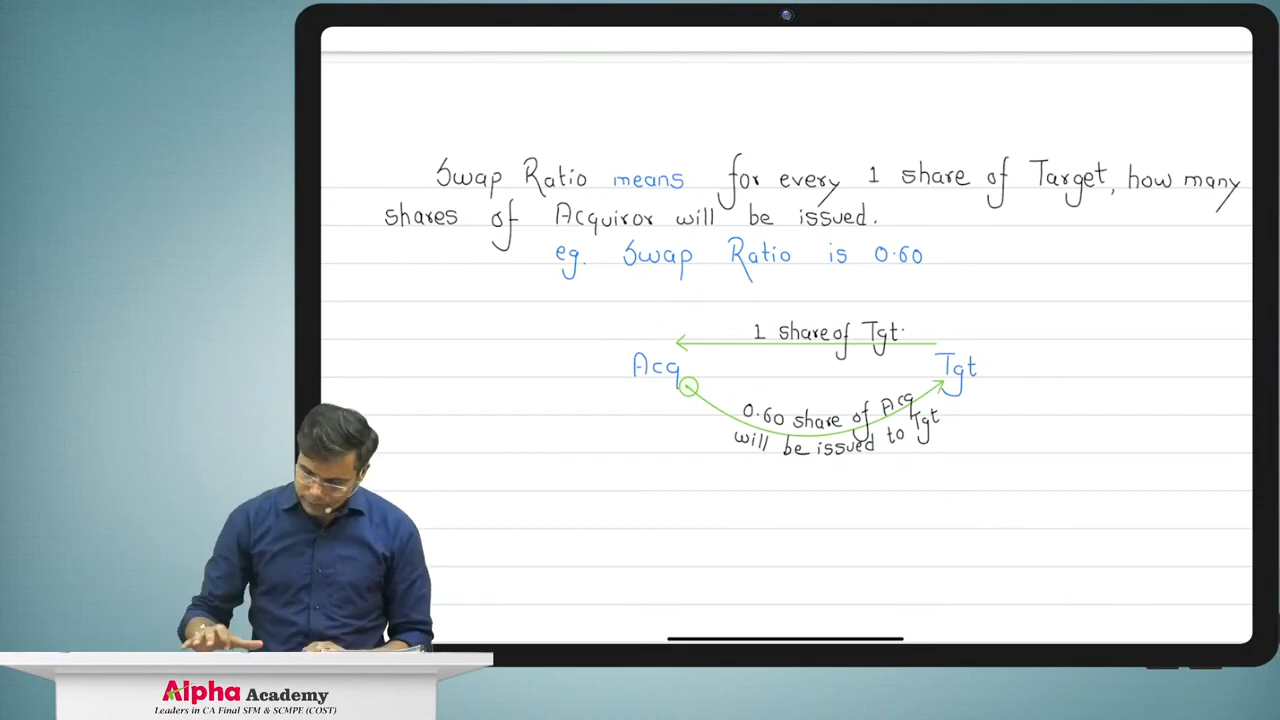 Swap Ratio means for every 1 share of Target, how many
shares of Acquiror will be issued.
eg. Swap Ratio is 0.60
1 share of Tgt.
Acq
Tgt
0.60 share of Acq
will be issued to Tgt
Alpha Academy
Leaders in CA Final SFM & SCMPE (COST)